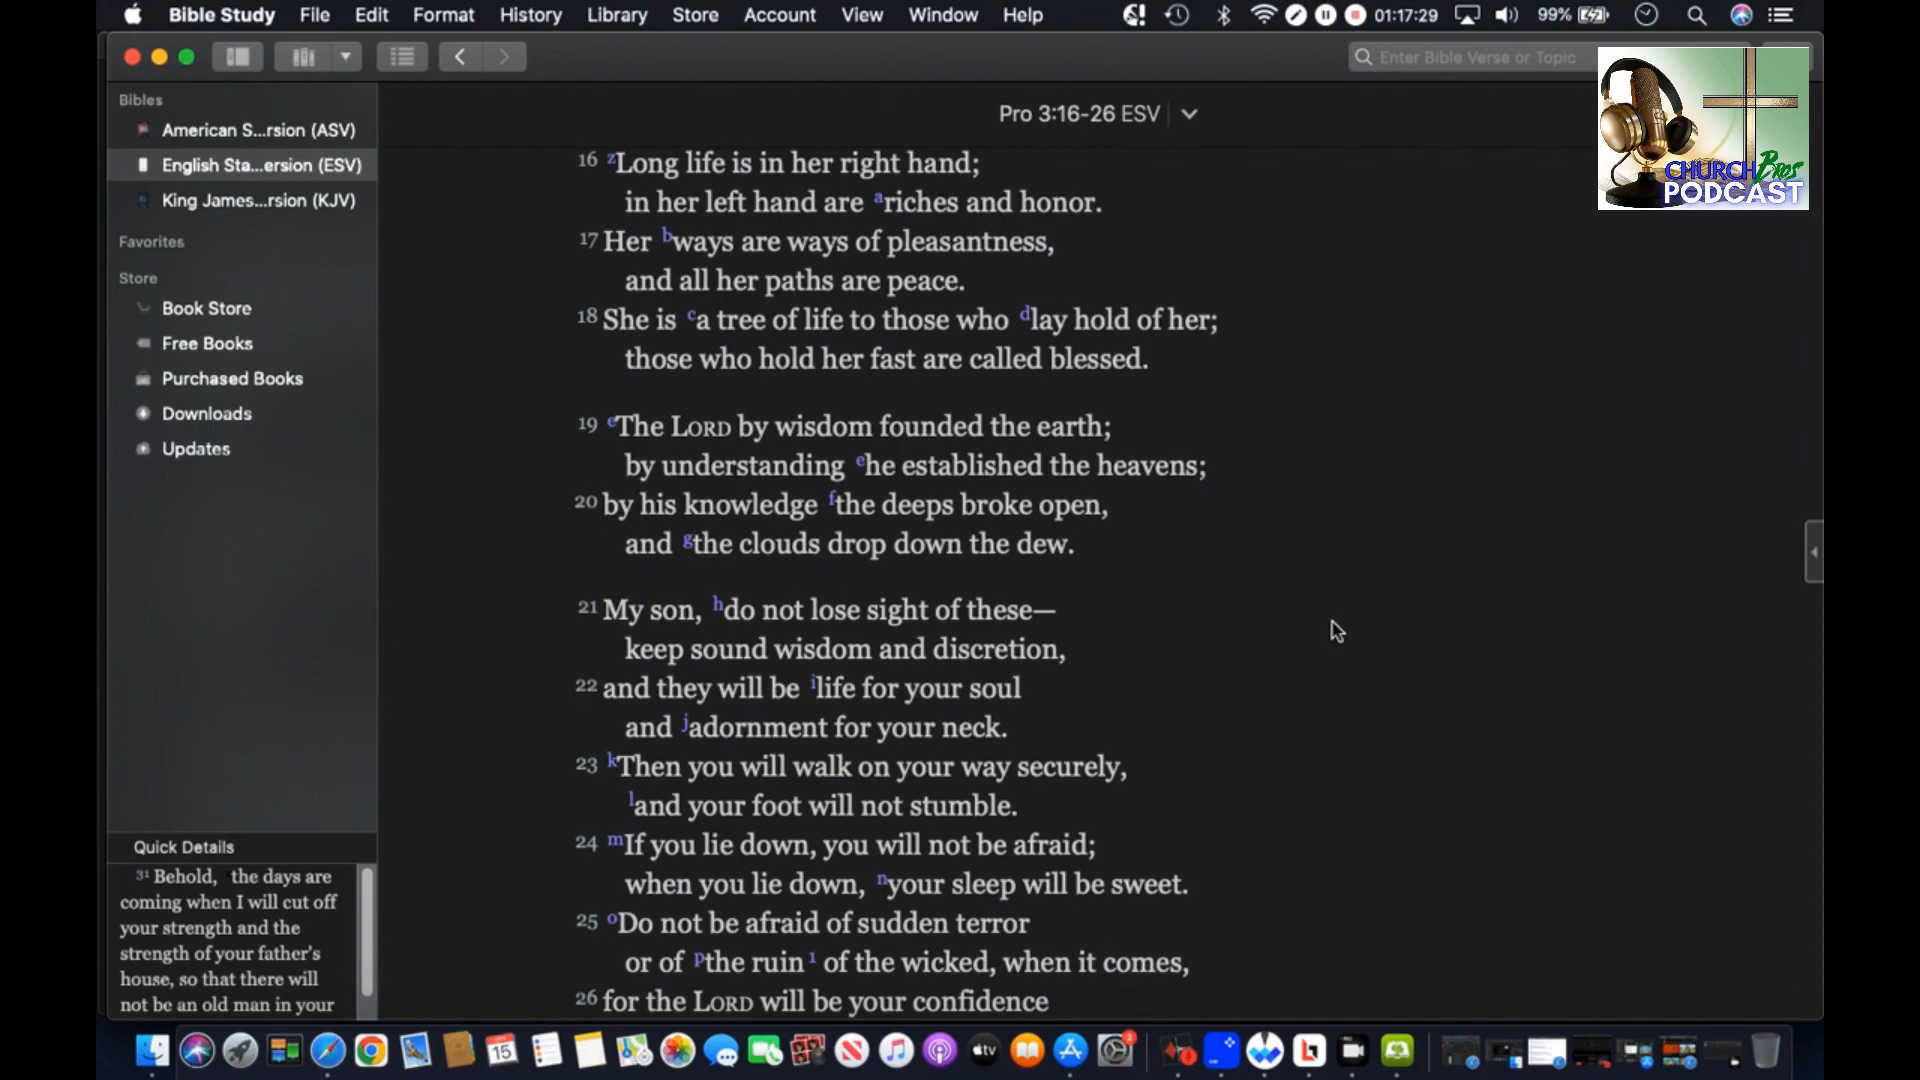 Bible Study File Edit Format History Library Store Account View Window Help 01:17:29 99%
Enter Bible Verse or Topic
CHURCH Bros
PODCAST
Bibles
American S...rsion (ASV)
English Sta...ersion (ESV)
King James...rsion (KJV)
Favorites
Store
Book Store
Free Books
Purchased Books
Downloads
Updates
Pro 3:16-26 ESV
16 zLong life is in her right hand;
in her left hand are ariches and honor.
17 Her bways are ways of pleasantness,
and all her paths are peace.
18 She is ca tree of life to those who dlay hold of her;
those who hold her fast are called blessed.
19 eThe LORD by wisdom founded the earth;
by understanding ehe established the heavens;
20 by his knowledge fthe deeps broke open,
and gthe clouds drop down the dew.
21 My son, hdo not lose sight of these—
keep sound wisdom and discretion,
22 and they will be ilife for your soul
and jadornment for your neck.
23 kThen you will walk on your way securely,
land your foot will not stumble.
24 mIf you lie down, you will not be afraid;
when you lie down, nyour sleep will be sweet.
25 oDo not be afraid of sudden terror
or of pthe ruin1 of the wicked, when it comes,
26 for the LORD will be your confidence
Quick Details
31 Behold, the days are
coming when I will cut off
your strength and the
strength of your father's
house, so that there will
not be an old man in your
15
tv
2